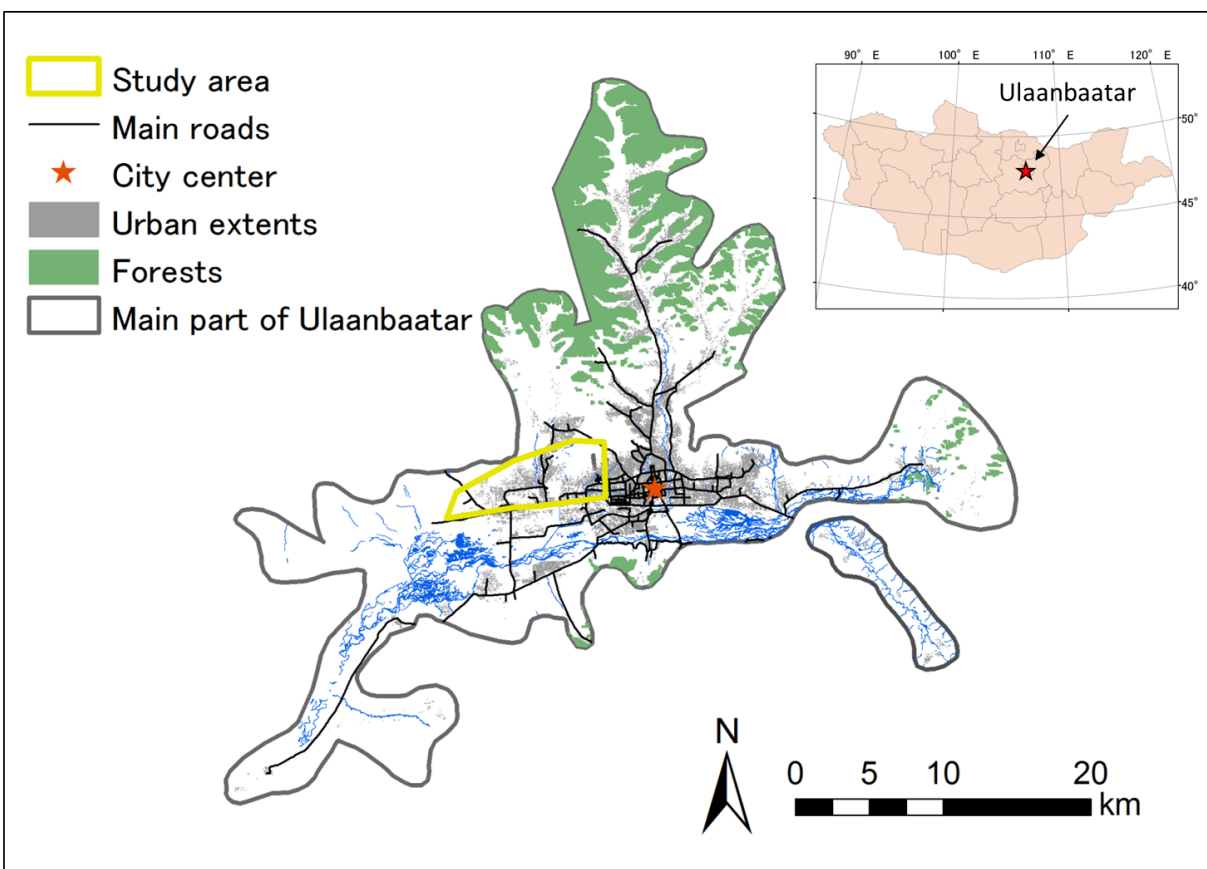 Study area
Main roads
City center
Urban extents
Forests
Main part of Ulaanbaatar
90° E 100° E 110° E 120° E
Ulaanbaatar
50°
45°
40°
N
0 5 10 20
km